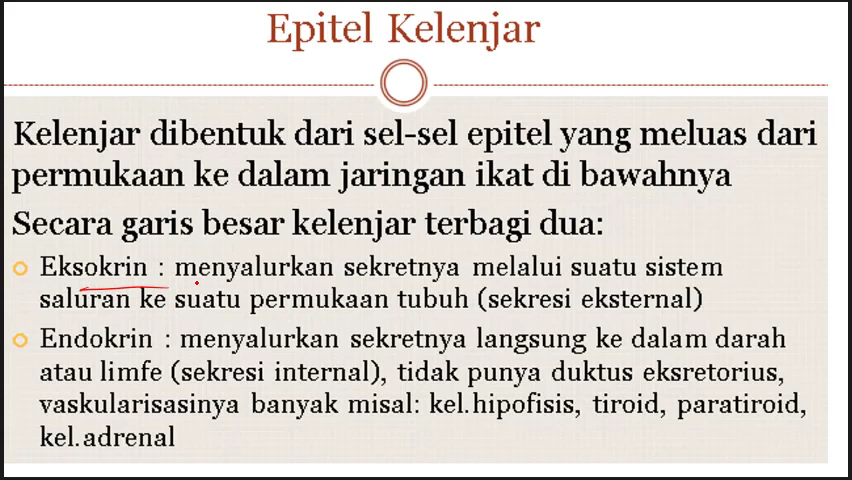 Epitel Kelenjar
Kelenjar dibentuk dari sel-sel epitel yang meluas dari
permukaan ke dalam jaringan ikat di bawahnya
Secara garis besar kelenjar terbagi dua:
Eksokrin : menyalurkan sekretnya melalui suatu sistem
saluran ke suatu permukaan tubuh (sekresi eksternal)
Endokrin : menyalurkan sekretnya langsung ke dalam darah
atau limfe (sekresi internal), tidak punya duktus eksretorius,
vaskularisasinya banyak misal: kel.hipofisis, tiroid, paratiroid,
kel.adrenal